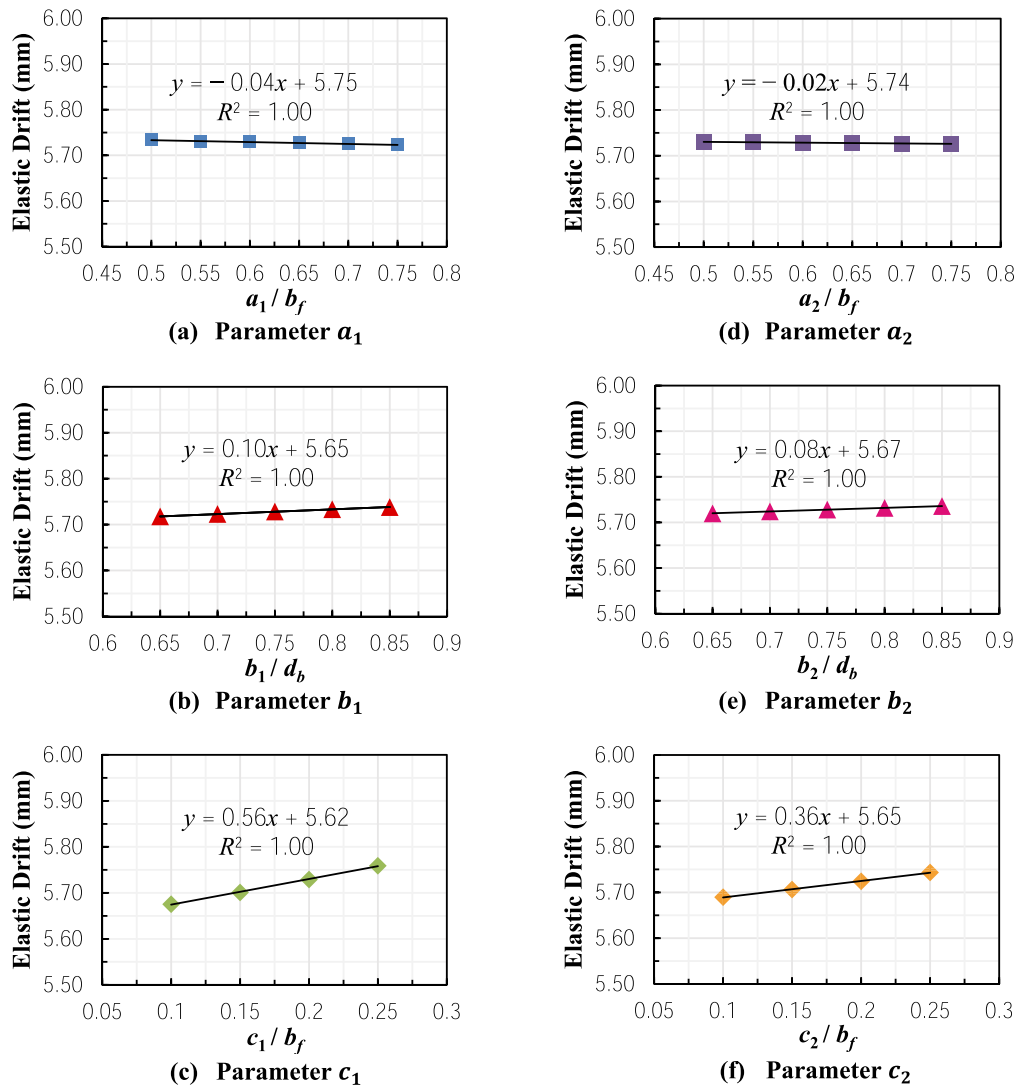 Elastic Drift (mm)
6.00
5.90
5.80
5.70
5.60
5.50
y = − 0.04x + 5.75
R² = 1.00
0.45 0.5 0.55 0.6 0.65 0.7 0.75 0.8
a₁ / b_f
(a) Parameter a₁
Elastic Drift (mm)
6.00
5.90
5.80
5.70
5.60
5.50
y = − 0.02x + 5.74
R² = 1.00
0.45 0.5 0.55 0.6 0.65 0.7 0.75 0.8
a₂ / b_f
(d) Parameter a₂
Elastic Drift (mm)
6.00
5.90
5.80
5.70
5.60
5.50
y = 0.10x + 5.65
R² = 1.00
0.6 0.65 0.7 0.75 0.8 0.85 0.9
b₁ / d_b
(b) Parameter b₁
Elastic Drift (mm)
6.00
5.90
5.80
5.70
5.60
5.50
y = 0.08x + 5.67
R² = 1.00
0.6 0.65 0.7 0.75 0.8 0.85 0.9
b₂ / d_b
(e) Parameter b₂
Elastic Drift (mm)
6.00
5.90
5.80
5.70
5.60
5.50
y = 0.56x + 5.62
R² = 1.00
0.05 0.1 0.15 0.2 0.25 0.3
c₁ / b_f
(c) Parameter c₁
Elastic Drift (mm)
6.00
5.90
5.80
5.70
5.60
5.50
y = 0.36x + 5.65
R² = 1.00
0.05 0.1 0.15 0.2 0.25 0.3
c₂ / b_f
(f) Parameter c₂